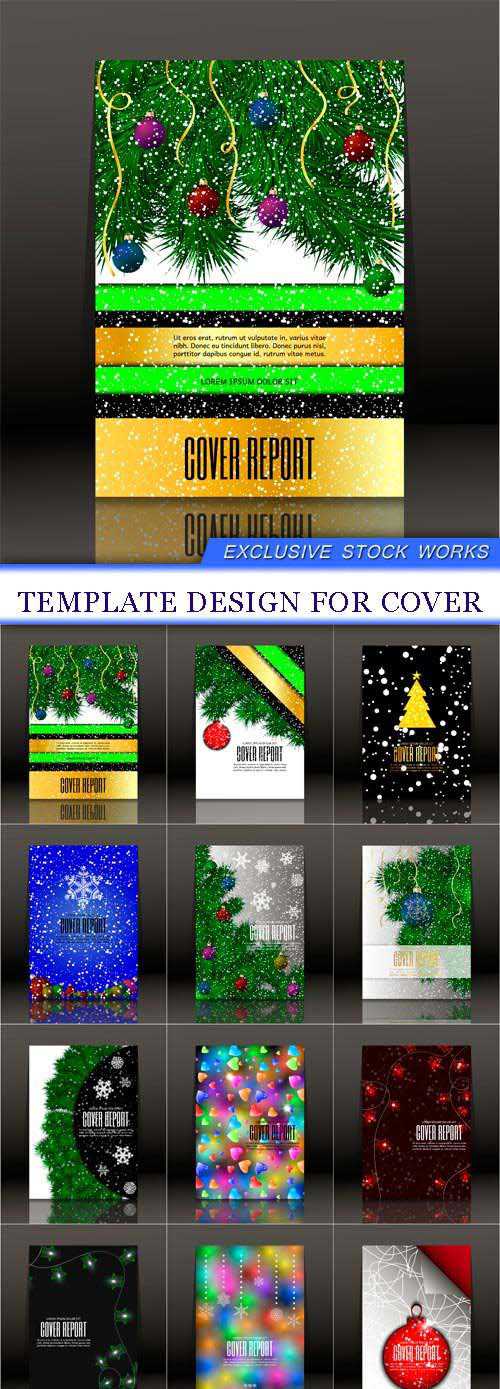 Ut eros erat, rutrum ut vulputate in, varius vitae
nibh. Donec eu tincidunt libero. Donec purus nisl,
porttitor dapibus congue id, rutrum vitae metus.
LOREM IPSUM DOLOR SIT
COVER REPORT
EXCLUSIVE STOCK WORKS
TEMPLATE DESIGN FOR COVER
COVER REPORT
COVER REPORT
COVER REPORT
COVER REPORT
COVER REPORT
COVER REPORT
COVER REPORT
COVER REPORT
COVER REPORT
COVER REPORT
COVER REPORT
COVER REPORT